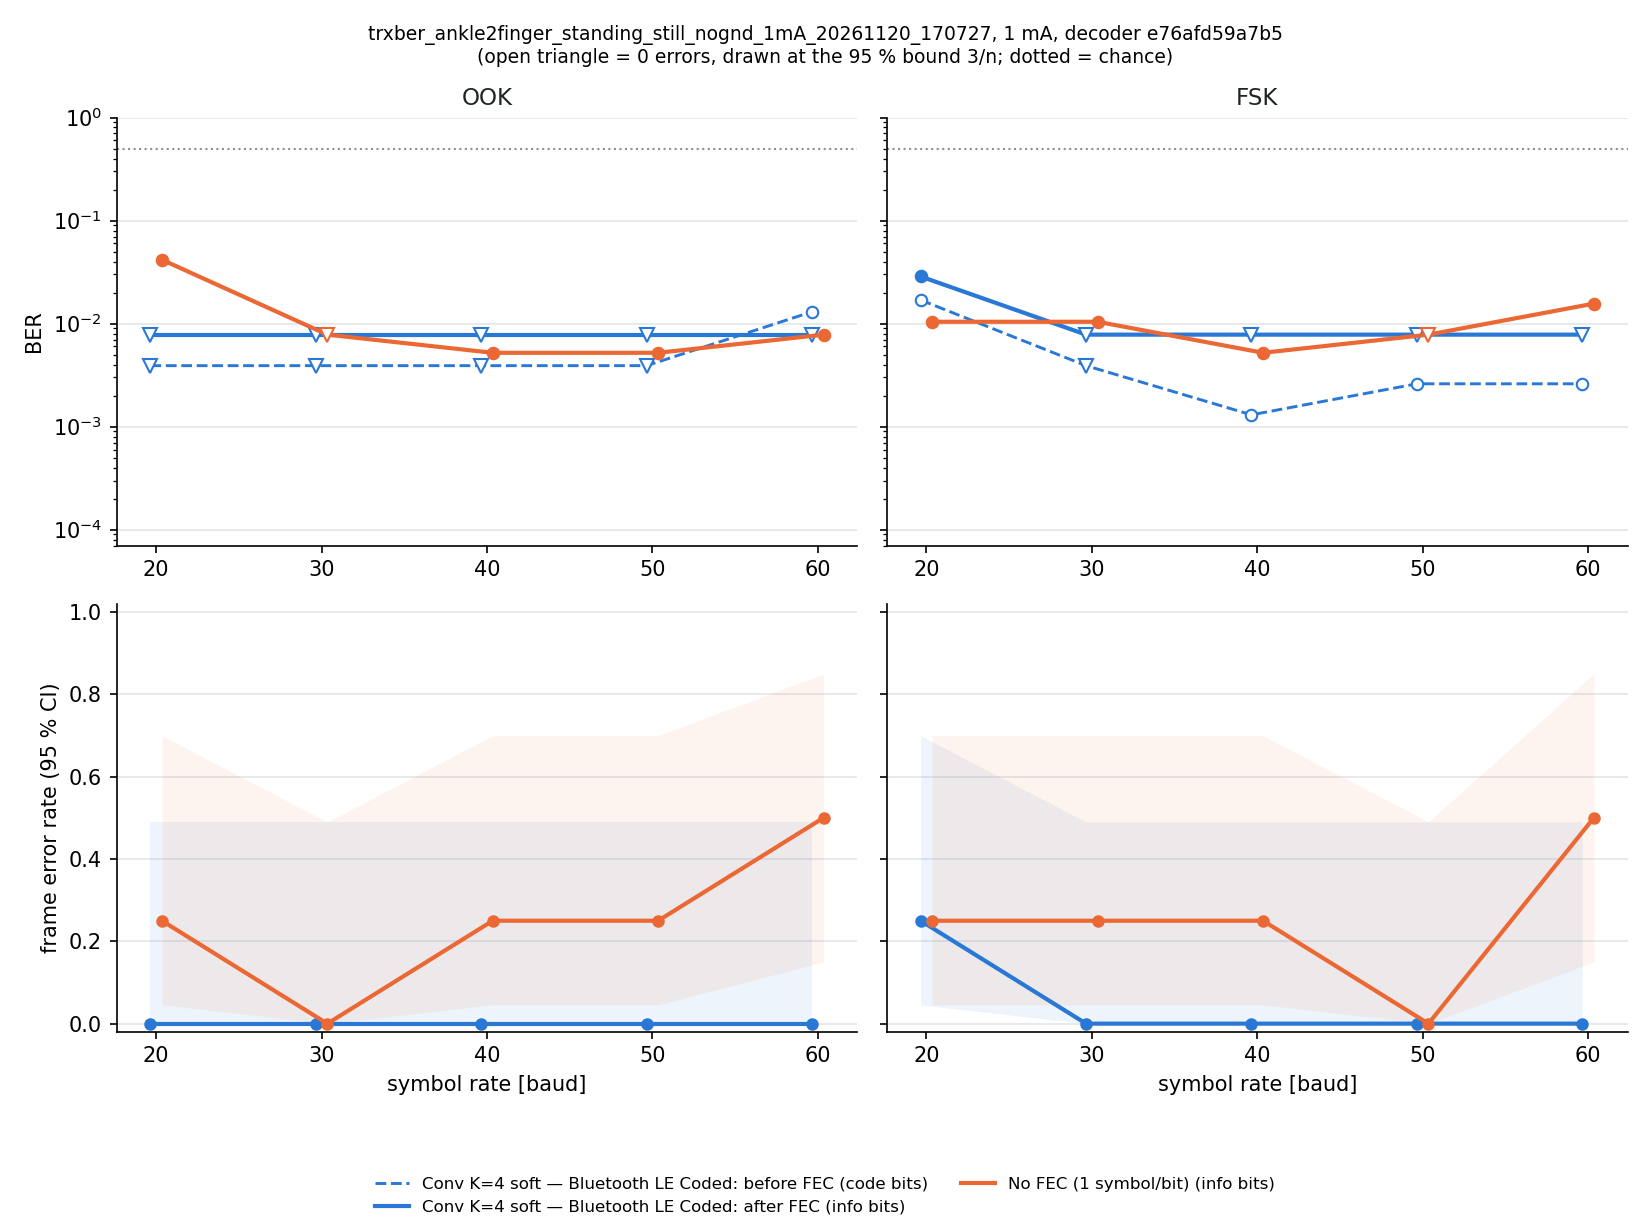 trxber_ankle2finger_standing_still_nognd_1mA_20261120_170727, 1 mA, decoder e76afd59a7b5
(open triangle = 0 errors, drawn at the 95 % bound 3/n; dotted = chance)
OOK
FSK
BER
10⁰
10⁻¹
10⁻²
10⁻³
10⁻⁴
20 30 40 50 60
20 30 40 50 60
frame error rate (95 % CI)
1.0
0.8
0.6
0.4
0.2
0.0
20 30 40 50 60
20 30 40 50 60
symbol rate [baud]
symbol rate [baud]
Conv K=4 soft — Bluetooth LE Coded: before FEC (code bits)
Conv K=4 soft — Bluetooth LE Coded: after FEC (info bits)
No FEC (1 symbol/bit) (info bits)